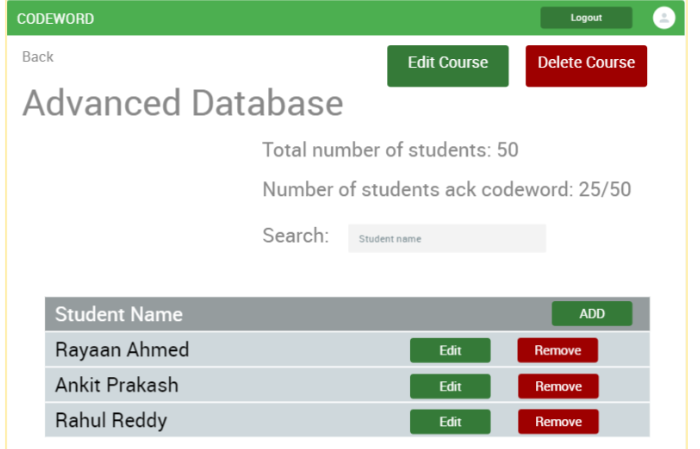 CODEWORD Logout
Back
Edit Course Delete Course
Advanced Database
Total number of students: 50
Number of students ack codeword: 25/50
Search: Student name
Student Name ADD
Rayaan Ahmed Edit Remove
Ankit Prakash Edit Remove
Rahul Reddy Edit Remove